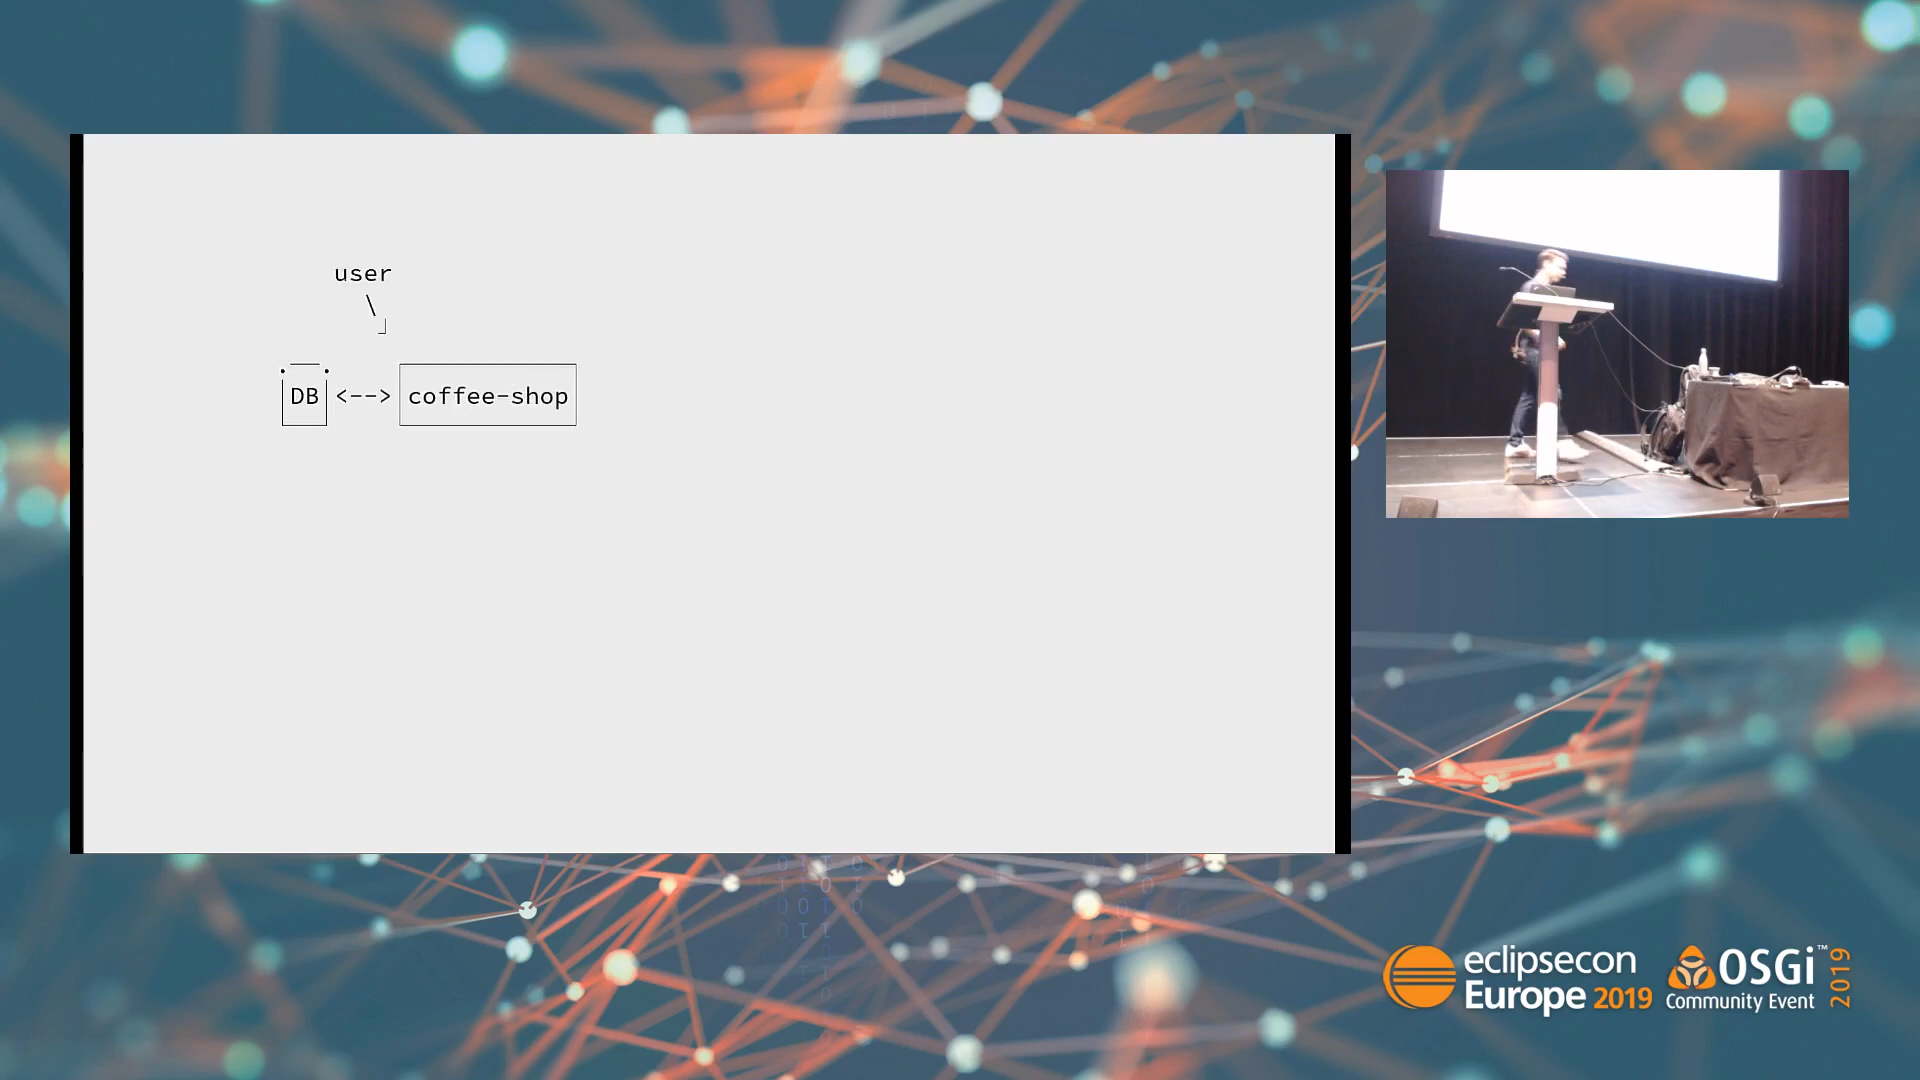 user
DB <--> coffee-shop
eclipsecon
Europe 2019
OSGi™
Community Event
2019